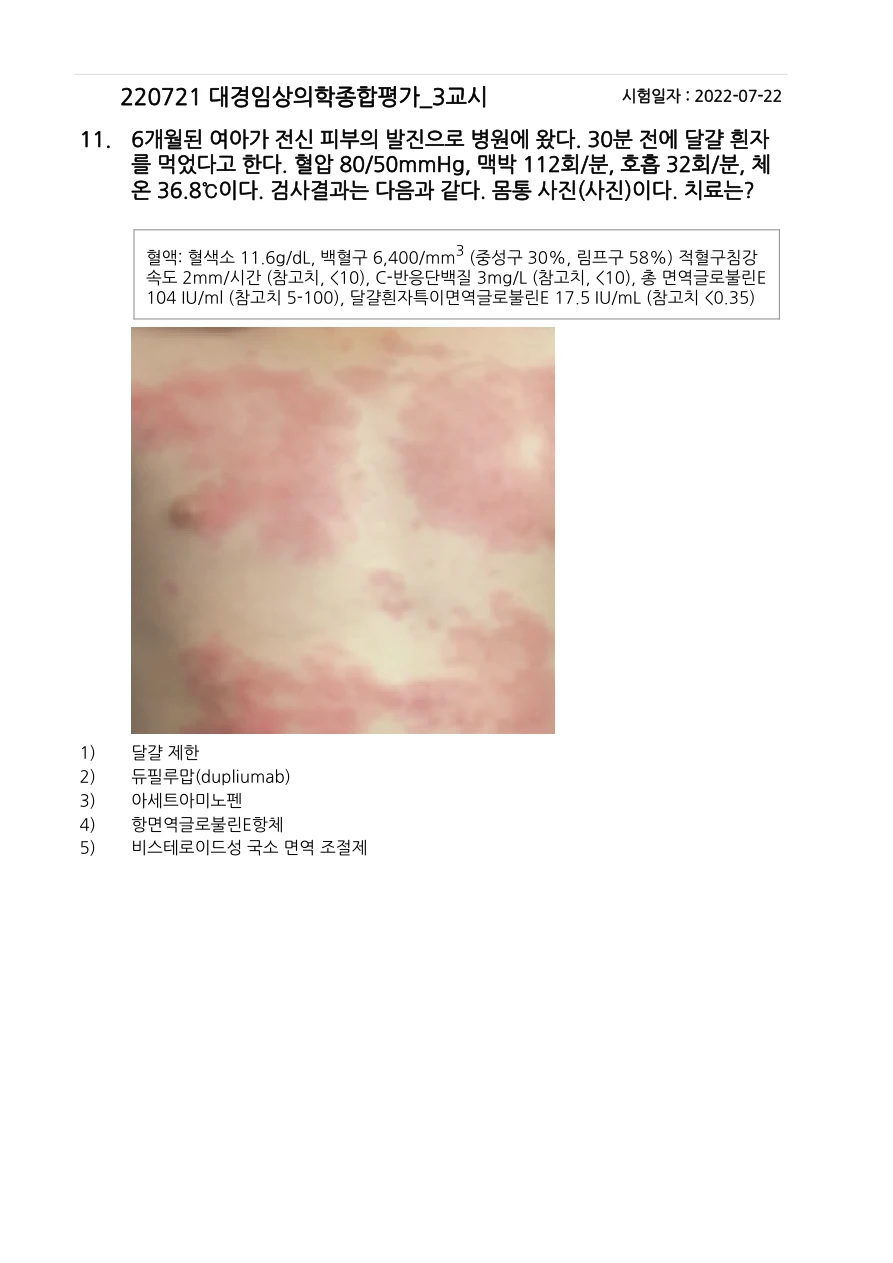 220721 대경임상의학종합평가_3교시
시험일자 : 2022-07-22
11. 6개월된 여아가 전신 피부의 발진으로 병원에 왔다. 30분 전에 달걀 흰자
를 먹었다고 한다. 혈압 80/50mmHg, 맥박 112회/분, 호흡 32회/분, 체
온 36.8℃이다. 검사결과는 다음과 같다. 몸통 사진(사진)이다. 치료는?
혈액: 혈색소 11.6g/dL, 백혈구 6,400/mm³ (중성구 30%, 림프구 58%) 적혈구침강
속도 2mm/시간 (참고치, <10), C-반응단백질 3mg/L (참고치, <10), 총 면역글로불린E
104 IU/ml (참고치 5-100), 달걀흰자특이면역글로불린E 17.5 IU/mL (참고치 <0.35)
1) 달걀 제한
2) 듀필루맙(dupliumab)
3) 아세트아미노펜
4) 항면역글로불린E항체
5) 비스테로이드성 국소 면역 조절제